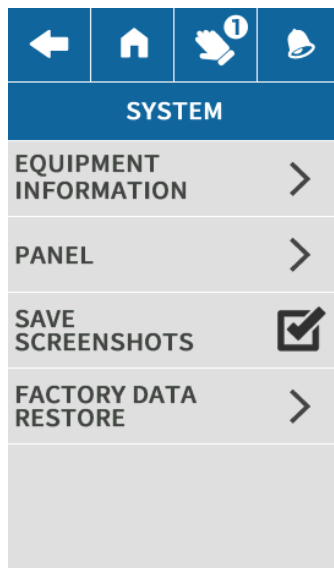 1
SYSTEM
EQUIPMENT
INFORMATION
PANEL
SAVE
SCREENSHOTS
FACTORY DATA
RESTORE